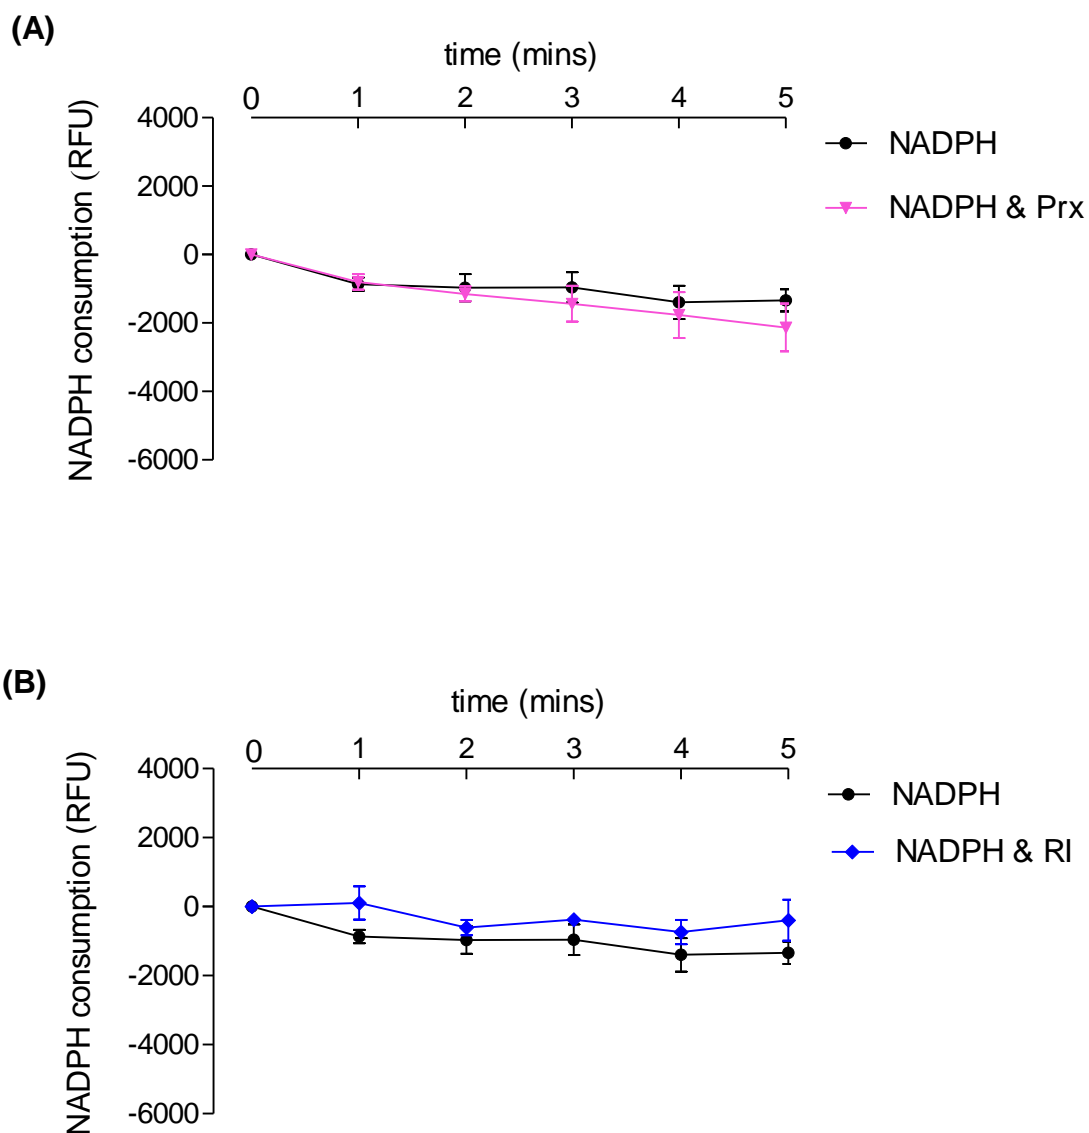 (A)
time (mins)
0 1 2 3 4 5
NADPH consumption (RFU)
4000
2000
0
-2000
-4000
-6000
NADPH
NADPH & Prx
(B)
time (mins)
0 1 2 3 4 5
NADPH consumption (RFU)
4000
2000
0
-2000
-4000
-6000
NADPH
NADPH & RI